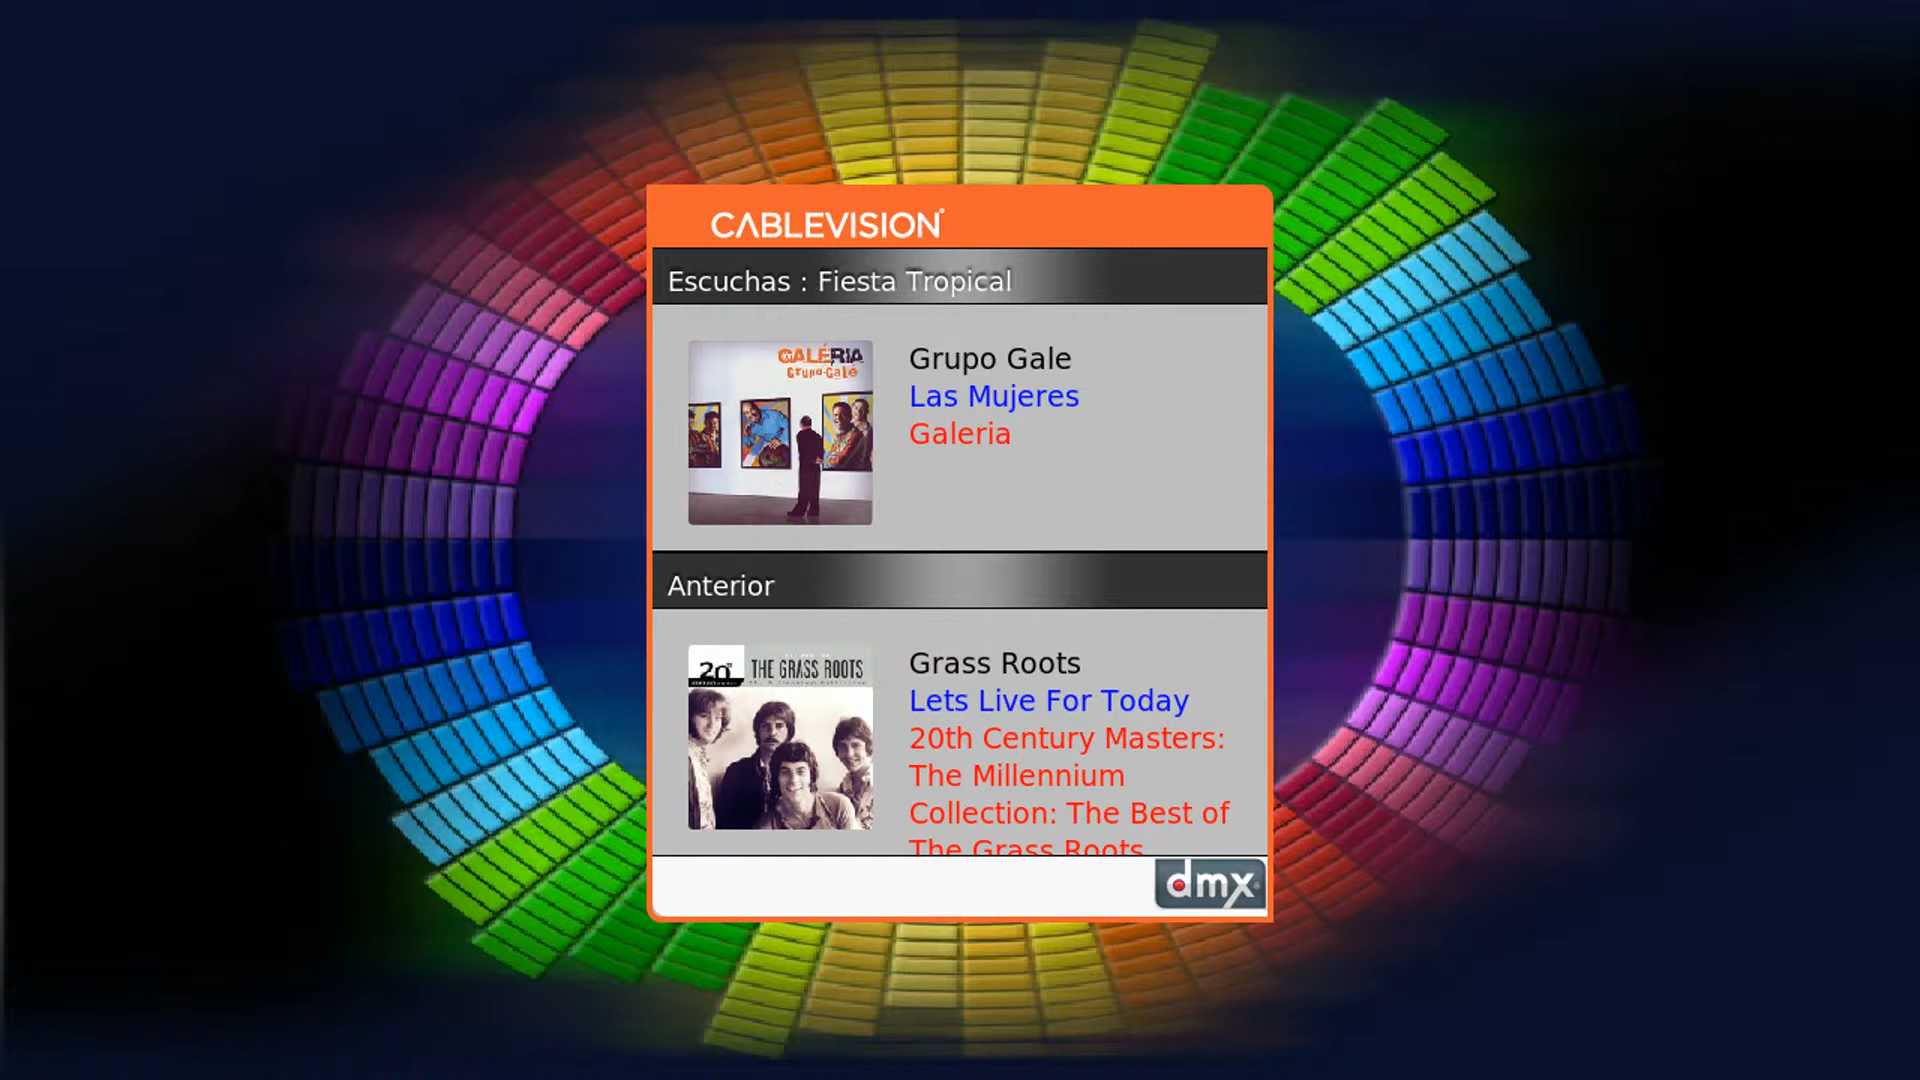 CABLEVISION
Escuchas : Fiesta Tropical
GALERIA
Grupo-Galé
Grupo Gale
Las Mujeres
Galeria
Anterior
20th
THE GRASS ROOTS
Grass Roots
Lets Live For Today
20th Century Masters:
The Millennium
Collection: The Best of
The Grass Roots
dmx